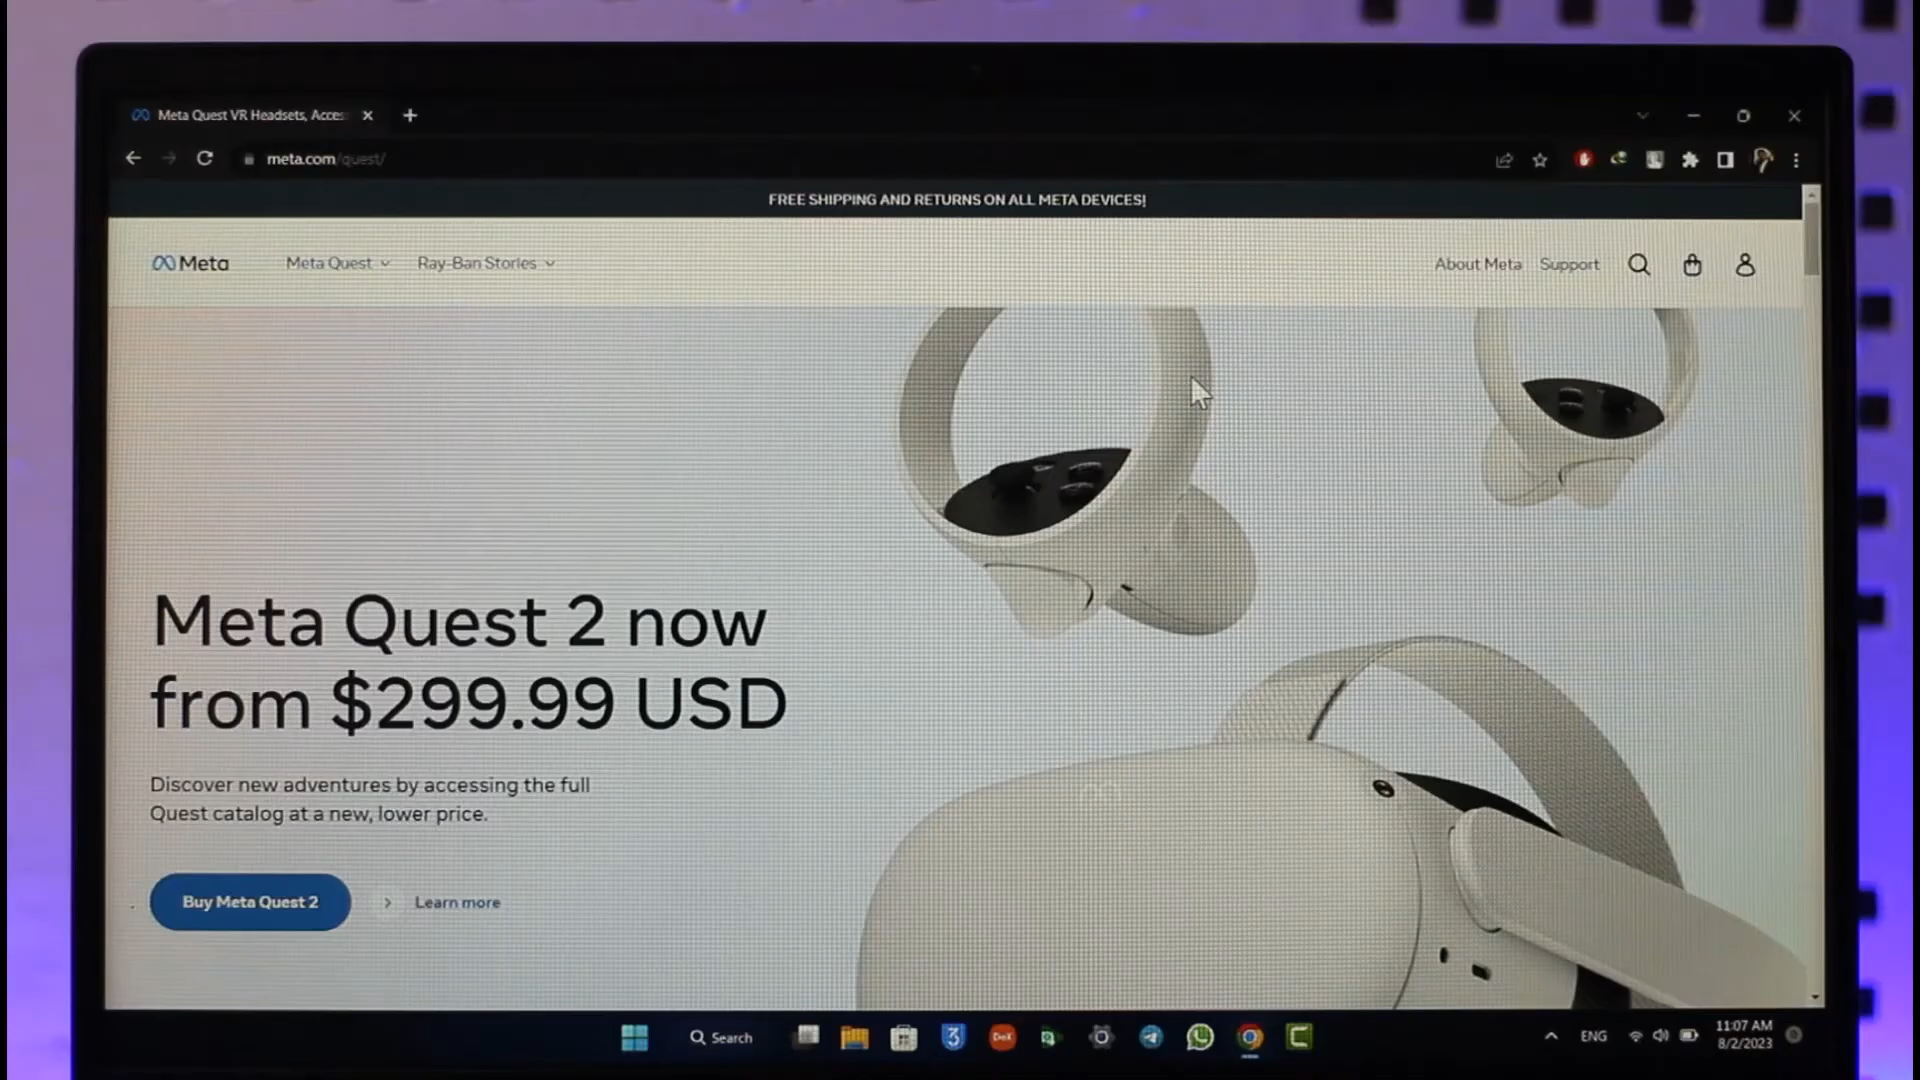 Meta Quest VR Headsets, Acces
meta.com/quest/
FREE SHIPPING AND RETURNS ON ALL META DEVICES!
Meta
Meta Quest
Ray-Ban Stories
About Meta
Support
Meta Quest 2 now
from $299.99 USD
Discover new adventures by accessing the full
Quest catalog at a new, lower price.
Buy Meta Quest 2
Learn more
Search
3
ENG
11:07 AM
8/2/2023